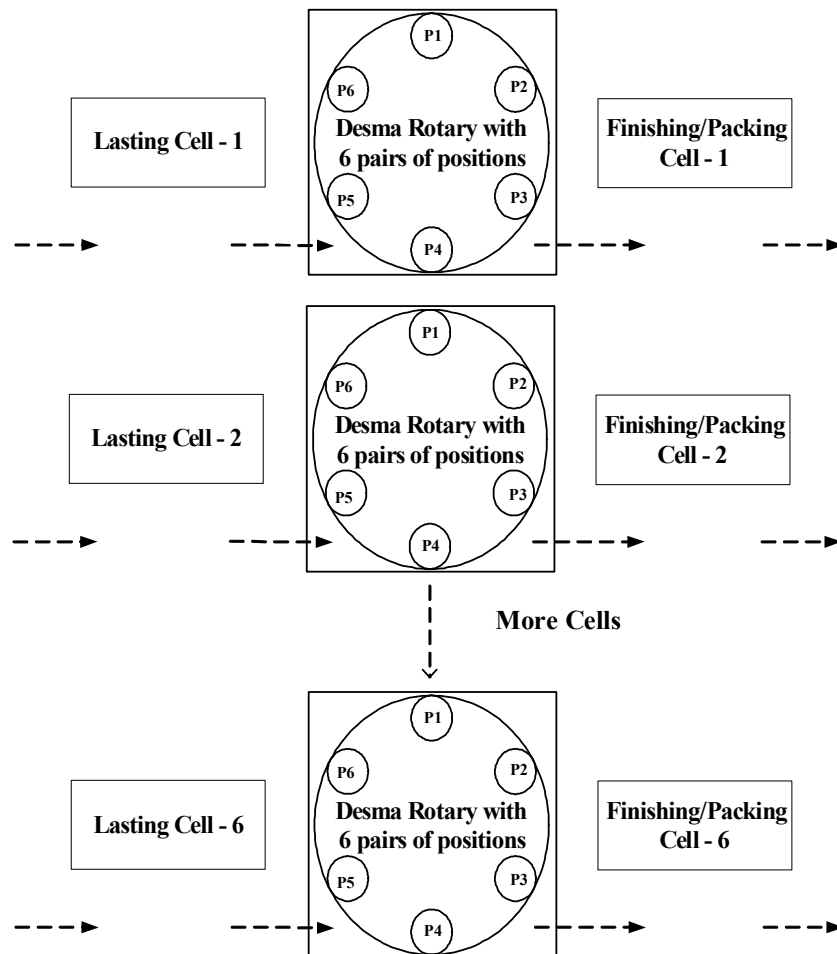 P1
P6
P2
Lasting Cell - 1
Desma Rotary with
6 pairs of positions
Finishing/Packing
Cell - 1
P5
P3
P4
P1
P6
P2
Lasting Cell - 2
Desma Rotary with
6 pairs of positions
Finishing/Packing
Cell - 2
P5
P3
P4
More Cells
P1
P6
P2
Lasting Cell - 6
Desma Rotary with
6 pairs of positions
Finishing/Packing
Cell - 6
P5
P3
P4